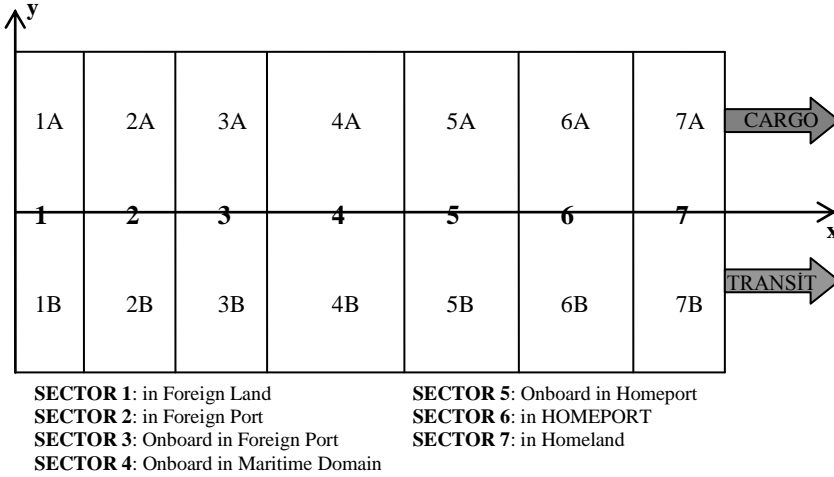 y
1A 2A 3A 4A 5A 6A 7A CARGO
1 2 3 4 5 6 7
x
1B 2B 3B 4B 5B 6B 7B TRANSİT
SECTOR 1: in Foreign Land
SECTOR 2: in Foreign Port
SECTOR 3: Onboard in Foreign Port
SECTOR 4: Onboard in Maritime Domain
SECTOR 5: Onboard in Homeport
SECTOR 6: in HOMEPORT
SECTOR 7: in Homeland